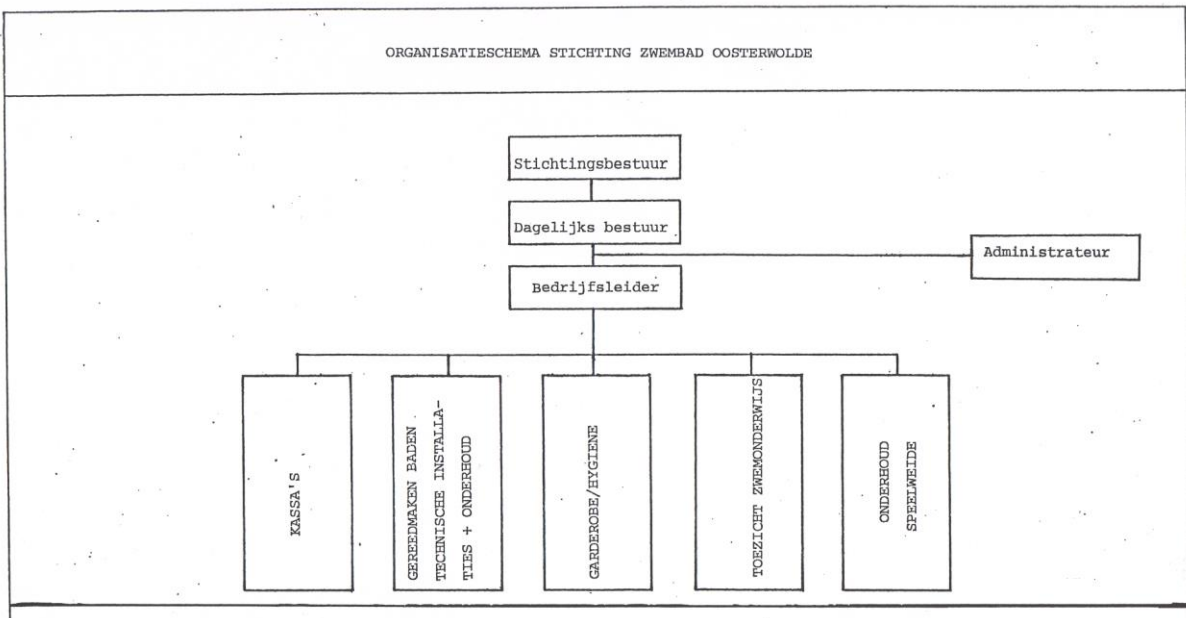 ORGANISATIESCHEMA STICHTING ZWEMBAD OOSTERWOLDE
Stichtingsbestuur
Dagelijks bestuur
Administrateur
Bedrijfsleider
KASSA'S
GEREEDMAKEN BADEN
TECHNISCHE INSTALLA-
TIES + ONDERHOUD
GARDEROBE/HYGIENE
TOEZICHT ZWEMONDERWIJS
ONDERHOUD
SPEELWEIDE